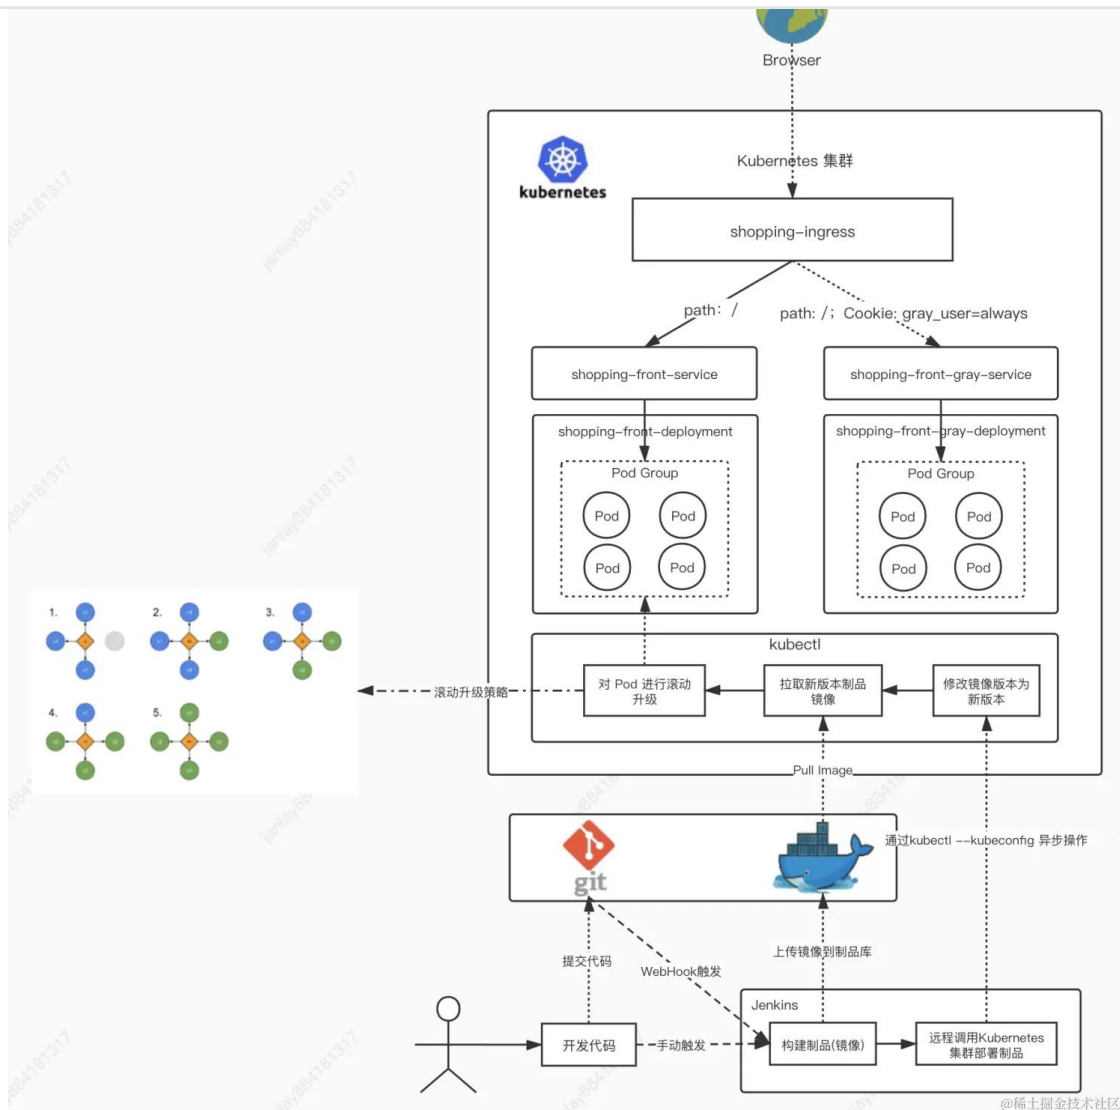 Browser
Kubernetes 集群
kubernetes
shopping-ingress
path: /
path: /; Cookie: gray_user=always
shopping-front-service
shopping-front-gray-service
shopping-front-deployment
shopping-front-gray-deployment
Pod Group
Pod Group
Pod
Pod
Pod
Pod
Pod
Pod
Pod
Pod
kubectl
对 Pod 进行滚动
升级
拉取新版本制品
镜像
修改镜像版本为
新版本
滚动升级策略
1.
2.
3.
4.
5.
Pull Image
git
通过kubectl --kubeconfig 异步操作
提交代码
WebHook触发
上传镜像到制品库
Jenkins
开发代码
手动触发
构建制品(镜像)
远程调用Kubernetes
集群部署制品
janlay884181317
janlay884181317
@稀土掘金技术社区